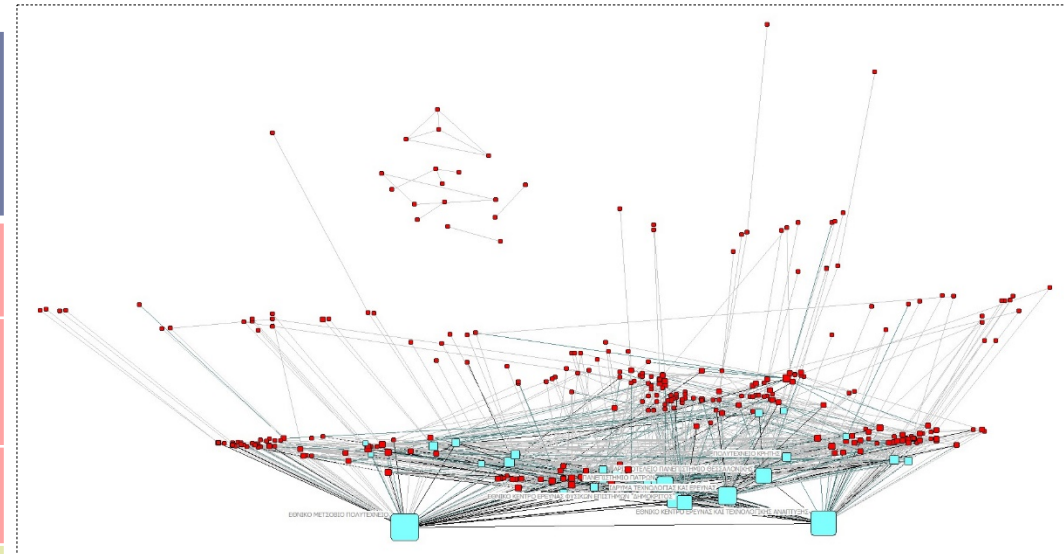 ΠΟΛΥΤΕΧΝΕΙΟ ΚΡΗΤΗΣ
ΑΡΙΣΤΟΤΕΛΕΙΟ ΠΑΝΕΠΙΣΤΗΜΙΟ ΘΕΣΣΑΛΟΝΙΚΗΣ
ΠΑΝΕΠΙΣΤΗΜΙΟ ΠΑΤΡΩΝ
ΙΔΡΥΜΑ ΤΕΧΝΟΛΟΓΙΑΣ ΚΑΙ ΕΡΕΥΝΑΣ
ΕΘΝΙΚΟ ΚΕΝΤΡΟ ΕΡΕΥΝΑΣ ΦΥΣΙΚΩΝ ΕΠΙΣΤΗΜΩΝ "ΔΗΜΟΚΡΙΤΟΣ"
ΕΘΝΙΚΟ ΜΕΤΣΟΒΙΟ ΠΟΛΥΤΕΧΝΕΙΟ
ΕΘΝΙΚΟ ΚΕΝΤΡΟ ΕΡΕΥΝΑΣ ΚΑΙ ΤΕΧΝΟΛΟΓΙΚΗΣ ΑΝΑΠΤΥΞΗΣ